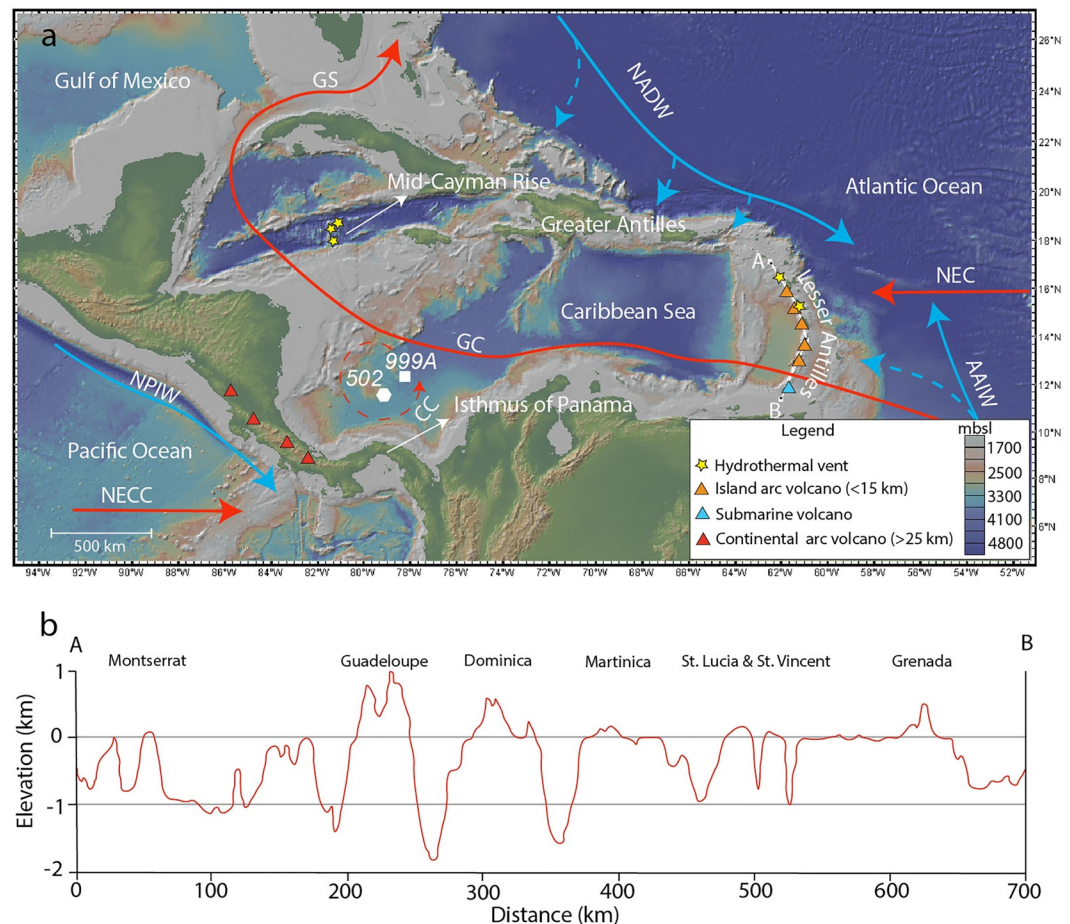 a
Gulf of Mexico
GS
NADW
Atlantic Ocean
Mid-Cayman Rise
Greater Antilles
A
NEC
Lesser Antilles
Caribbean Sea
GC
999A
502
CC
Isthmus of Panama
B
AAIW
NPIW
Pacific Ocean
NECC
500 km
26°N
24°N
22°N
20°N
18°N
16°N
14°N
12°N
10°N
8°N
6°N
Legend
Hydrothermal vent
Island arc volcano (<15 km)
Submarine volcano
Continental arc volcano (>25 km)
mbsl
1700
2500
3300
4100
4800
94°W 92°W 90°W 88°W 86°W 84°W 82°W 80°W 78°W 76°W 74°W 72°W 70°W 68°W 66°W 64°W 62°W 60°W 58°W 56°W 54°W 52°W
b
A
B
Montserrat Guadeloupe Dominica Martinica St. Lucia & St. Vincent Grenada
Elevation (km)
1
0
-1
-2
0 100 200 300 400 500 600 700
Distance (km)